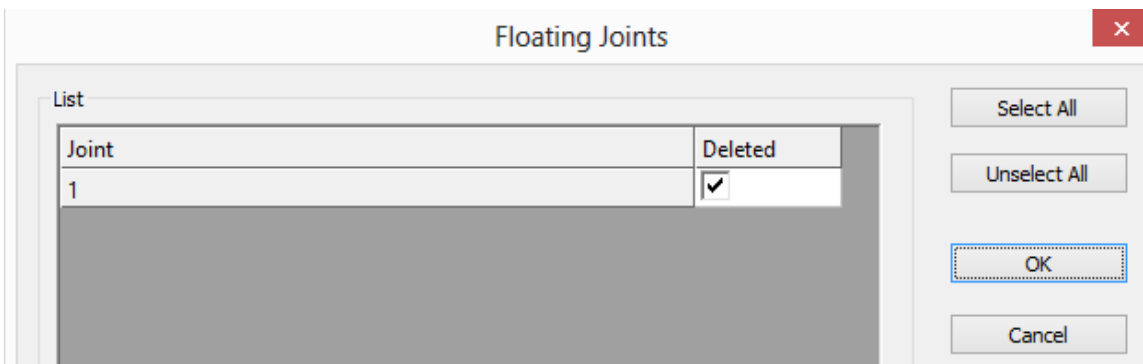 Floating Joints
List
Joint Deleted
1
Select All
Unselect All
OK
Cancel